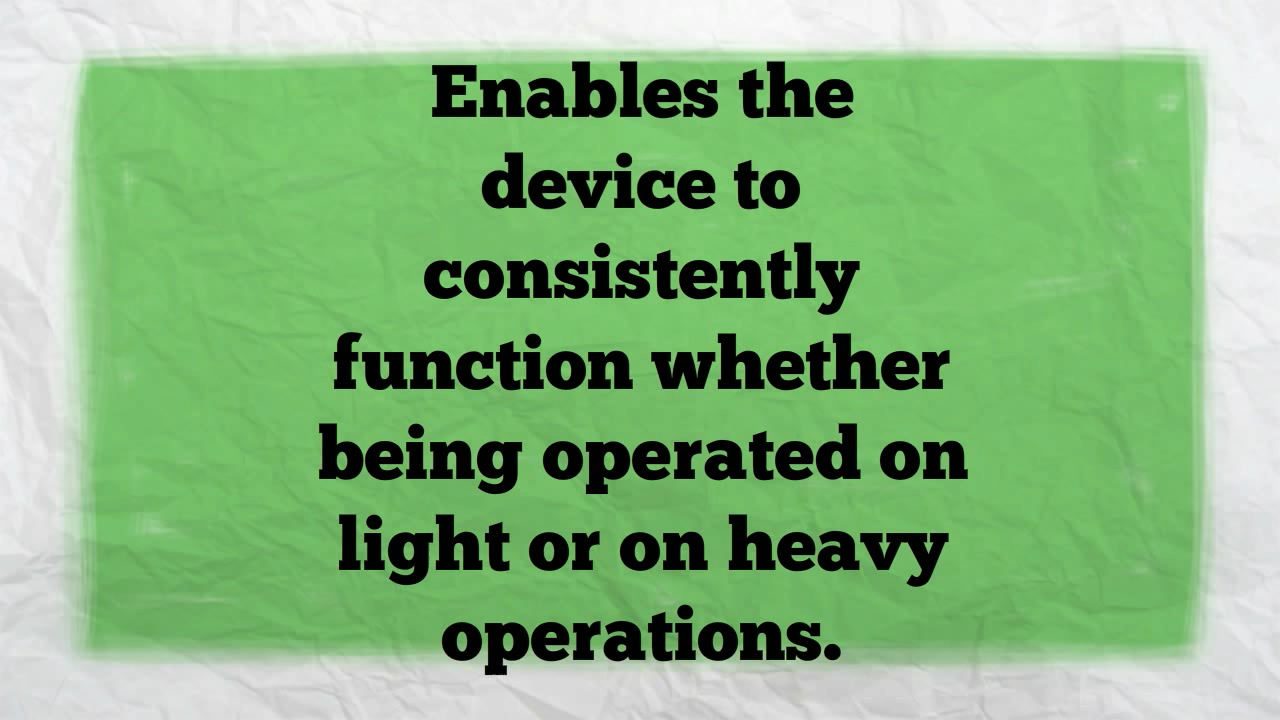 Enables the
device to
consistently
function whether
being operated on
light or on heavy
operations.